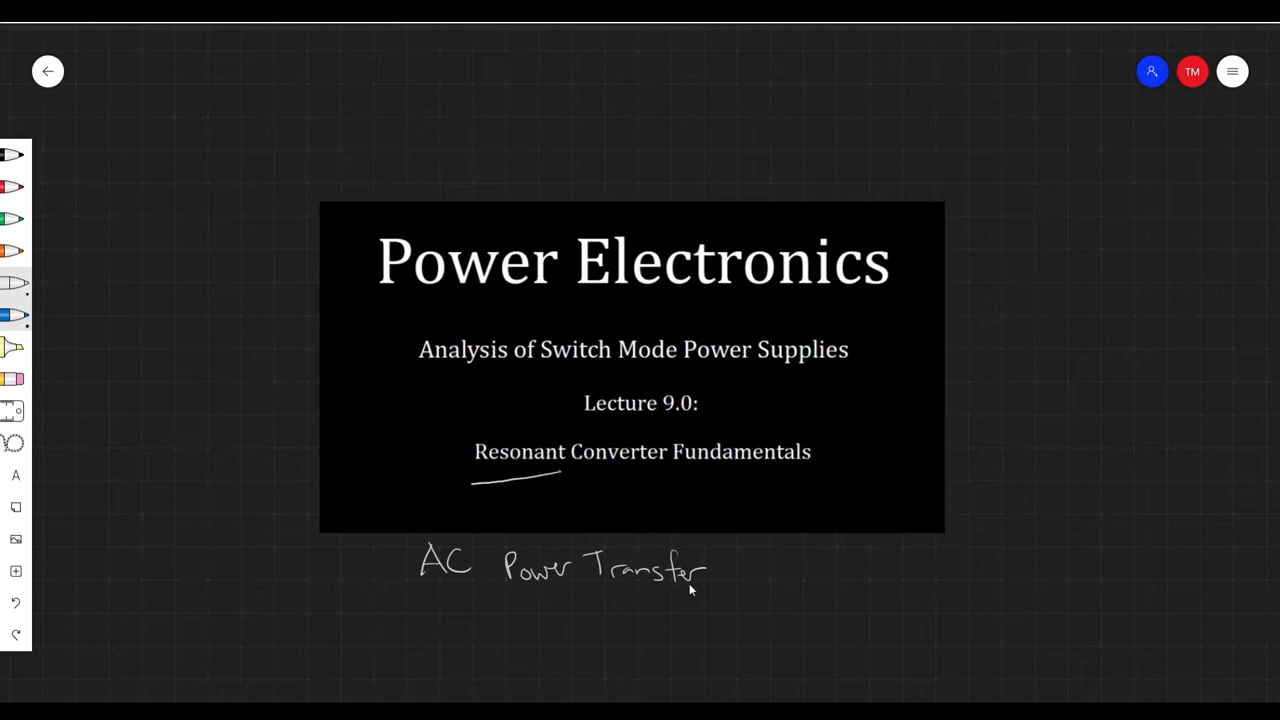 TM
Power Electronics
Analysis of Switch Mode Power Supplies
Lecture 9.0:
Resonant Converter Fundamentals
AC Power Transfer
A